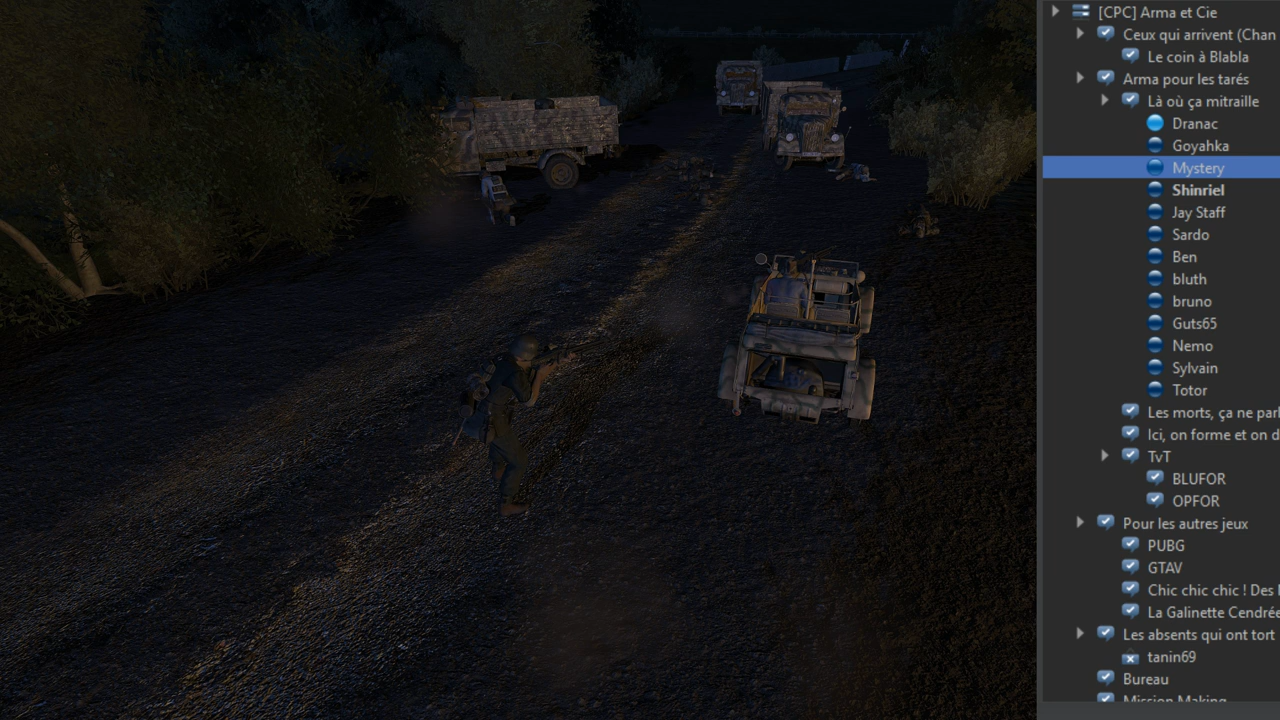 [CPC] Arma et Cie
Ceux qui arrivent (Chan
Le coin à Blabla
Arma pour les tarés
Là où ça mitraille
Dranac
Goyahka
Mystery
Shinriel
Jay Staff
Sardo
Ben
bluth
bruno
Guts65
Nemo
Sylvain
Totor
Les morts, ça ne parl
Ici, on forme et on d
TvT
BLUFOR
OPFOR
Pour les autres jeux
PUBG
GTAV
Chic chic chic ! Des
La Galinette Cendrée
Les absents qui ont tort
tanin69
Bureau
Mission Making